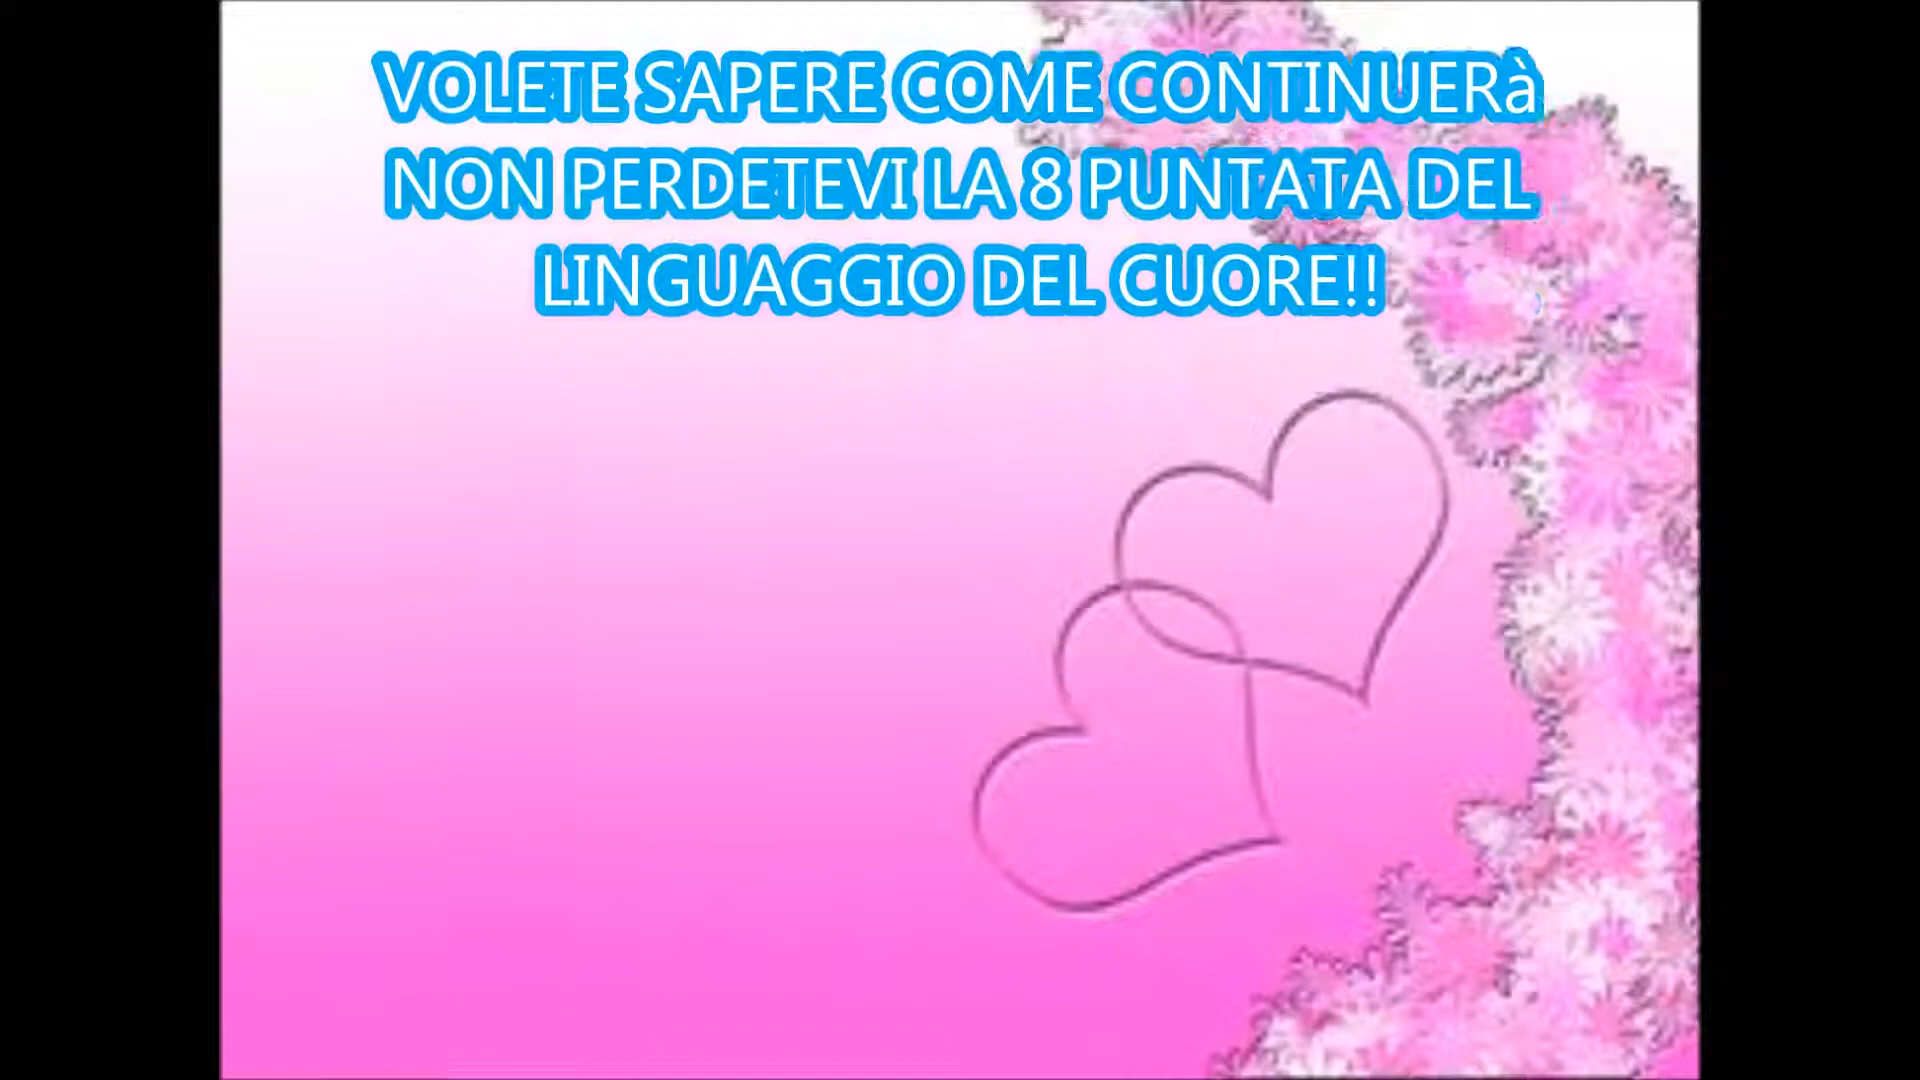 VOLETE SAPERE COME CONTINUERà
NON PERDETEVI LA 8 PUNTATA DEL
LINGUAGGIO DEL CUORE!!